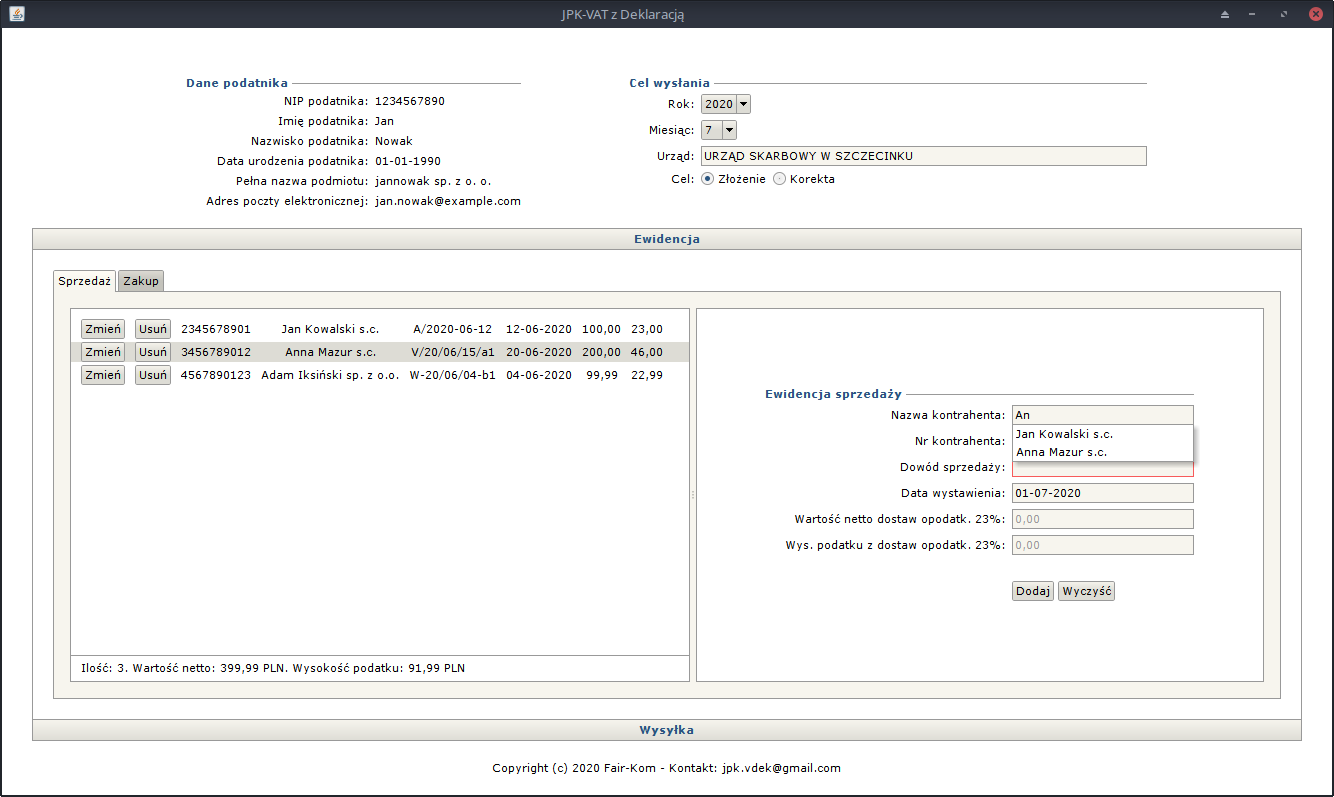 JPK-VAT z Deklaracją
Dane podatnika
NIP podatnika: 1234567890
Imię podatnika: Jan
Nazwisko podatnika: Nowak
Data urodzenia podatnika: 01-01-1990
Pełna nazwa podmiotu: jannowak sp. z o. o.
Adres poczty elektronicznej: jan.nowak@example.com
Cel wysłania
Rok: 2020
Miesiąc: 7
Urząd: URZĄD SKARBOWY W SZCZECINKU
Cel: Złożenie Korekta
Ewidencja
Sprzedaż Zakup
Zmień Usuń 2345678901 Jan Kowalski s.c. A/2020-06-12 12-06-2020 100,00 23,00
Zmień Usuń 3456789012 Anna Mazur s.c. V/20/06/15/a1 20-06-2020 200,00 46,00
Zmień Usuń 4567890123 Adam Iksiński sp. z o.o. W-20/06/04-b1 04-06-2020 99,99 22,99
Ilość: 3. Wartość netto: 399,99 PLN. Wysokość podatku: 91,99 PLN
Ewidencja sprzedaży
Nazwa kontrahenta: An
Jan Kowalski s.c.
Anna Mazur s.c.
Nr kontrahenta:
Dowód sprzedaży:
Data wystawienia: 01-07-2020
Wartość netto dostaw opodatk. 23%: 0,00
Wys. podatku z dostaw opodatk. 23%: 0,00
Dodaj Wyczyść
Wysyłka
Copyright (c) 2020 Fair-Kom - Kontakt: jpk.vdek@gmail.com